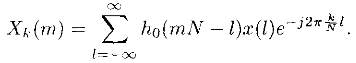 $$X_k(m) = \sum_{l=-\infty}^{\infty} h_0(mN - l)x(l)e^{-j2\pi \frac{k}{N} l}.$$